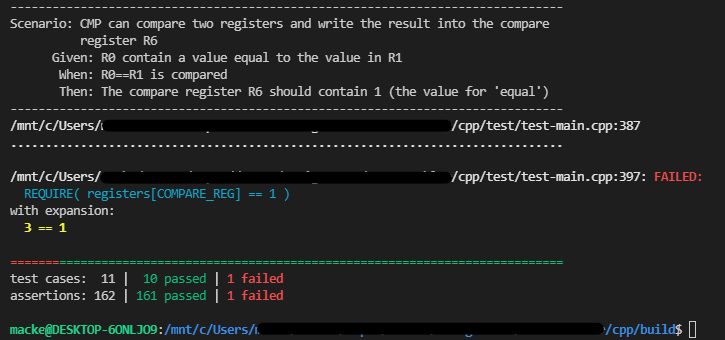 -------------------------------------------------------------------------------
Scenario: CMP can compare two registers and write the result into the compare
register R6
Given: R0 contain a value equal to the value in R1
When: R0==R1 is compared
Then: The compare register R6 should contain 1 (the value for 'equal')
-------------------------------------------------------------------------------
/mnt/c/Users/ /cpp/test/test-main.cpp:387
...............................................................................
/mnt/c/Users/ /cpp/test/test-main.cpp:397: FAILED:
REQUIRE( registers[COMPARE_REG] == 1 )
with expansion:
3 == 1
===============================================================================
test cases: 11 | 10 passed | 1 failed
assertions: 162 | 161 passed | 1 failed
macke@DESKTOP-6ONLJO9:/mnt/c/Users/ /cpp/build$